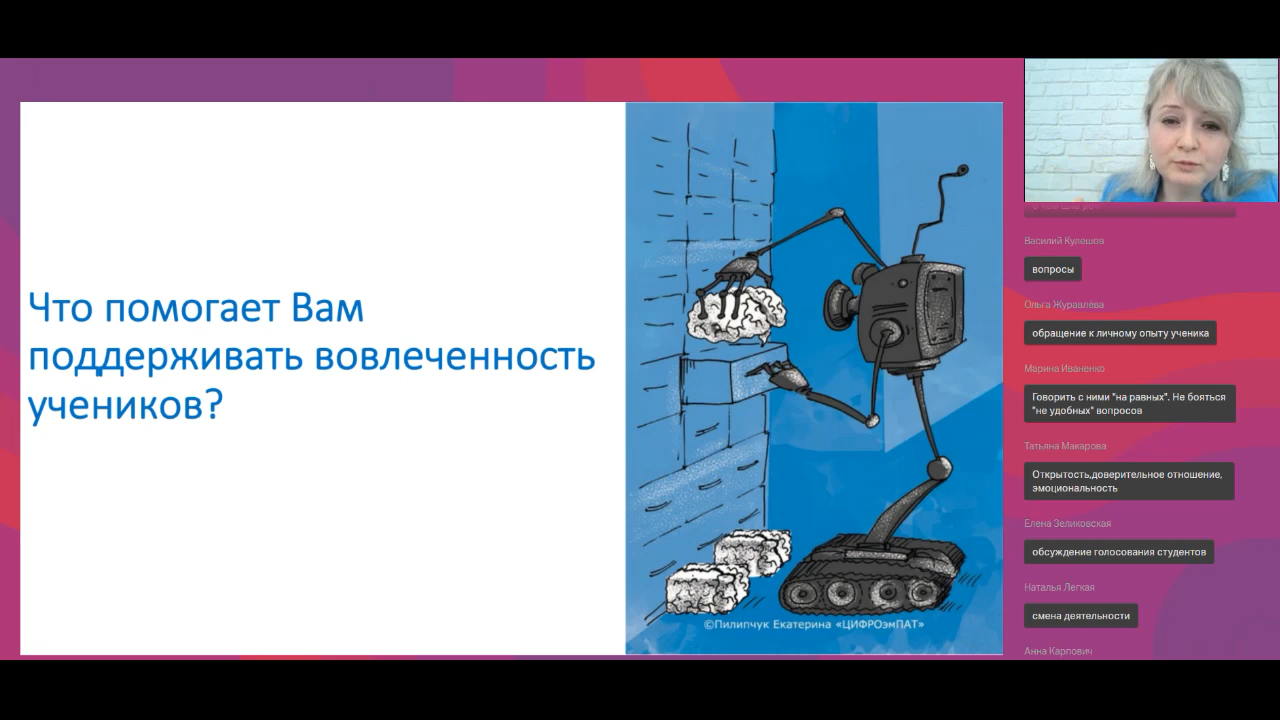 Что помогает Вам
поддерживать вовлеченность
учеников?
©Пилипчук Екатерина «ЦИФРОэмПАТ»
Василий Кулешов
вопросы
Ольга Журавлёва
обращение к личному опыту ученика
Марина Иваненко
Говорить с ними "на равных". Не бояться
"не удобных" вопросов
Татьяна Макарова
Открытость,доверительное отношение,
эмоциональность
Елена Зеликовская
обсуждение голосования студентов
Наталья Легкая
смена деятельности
Анна Карпович